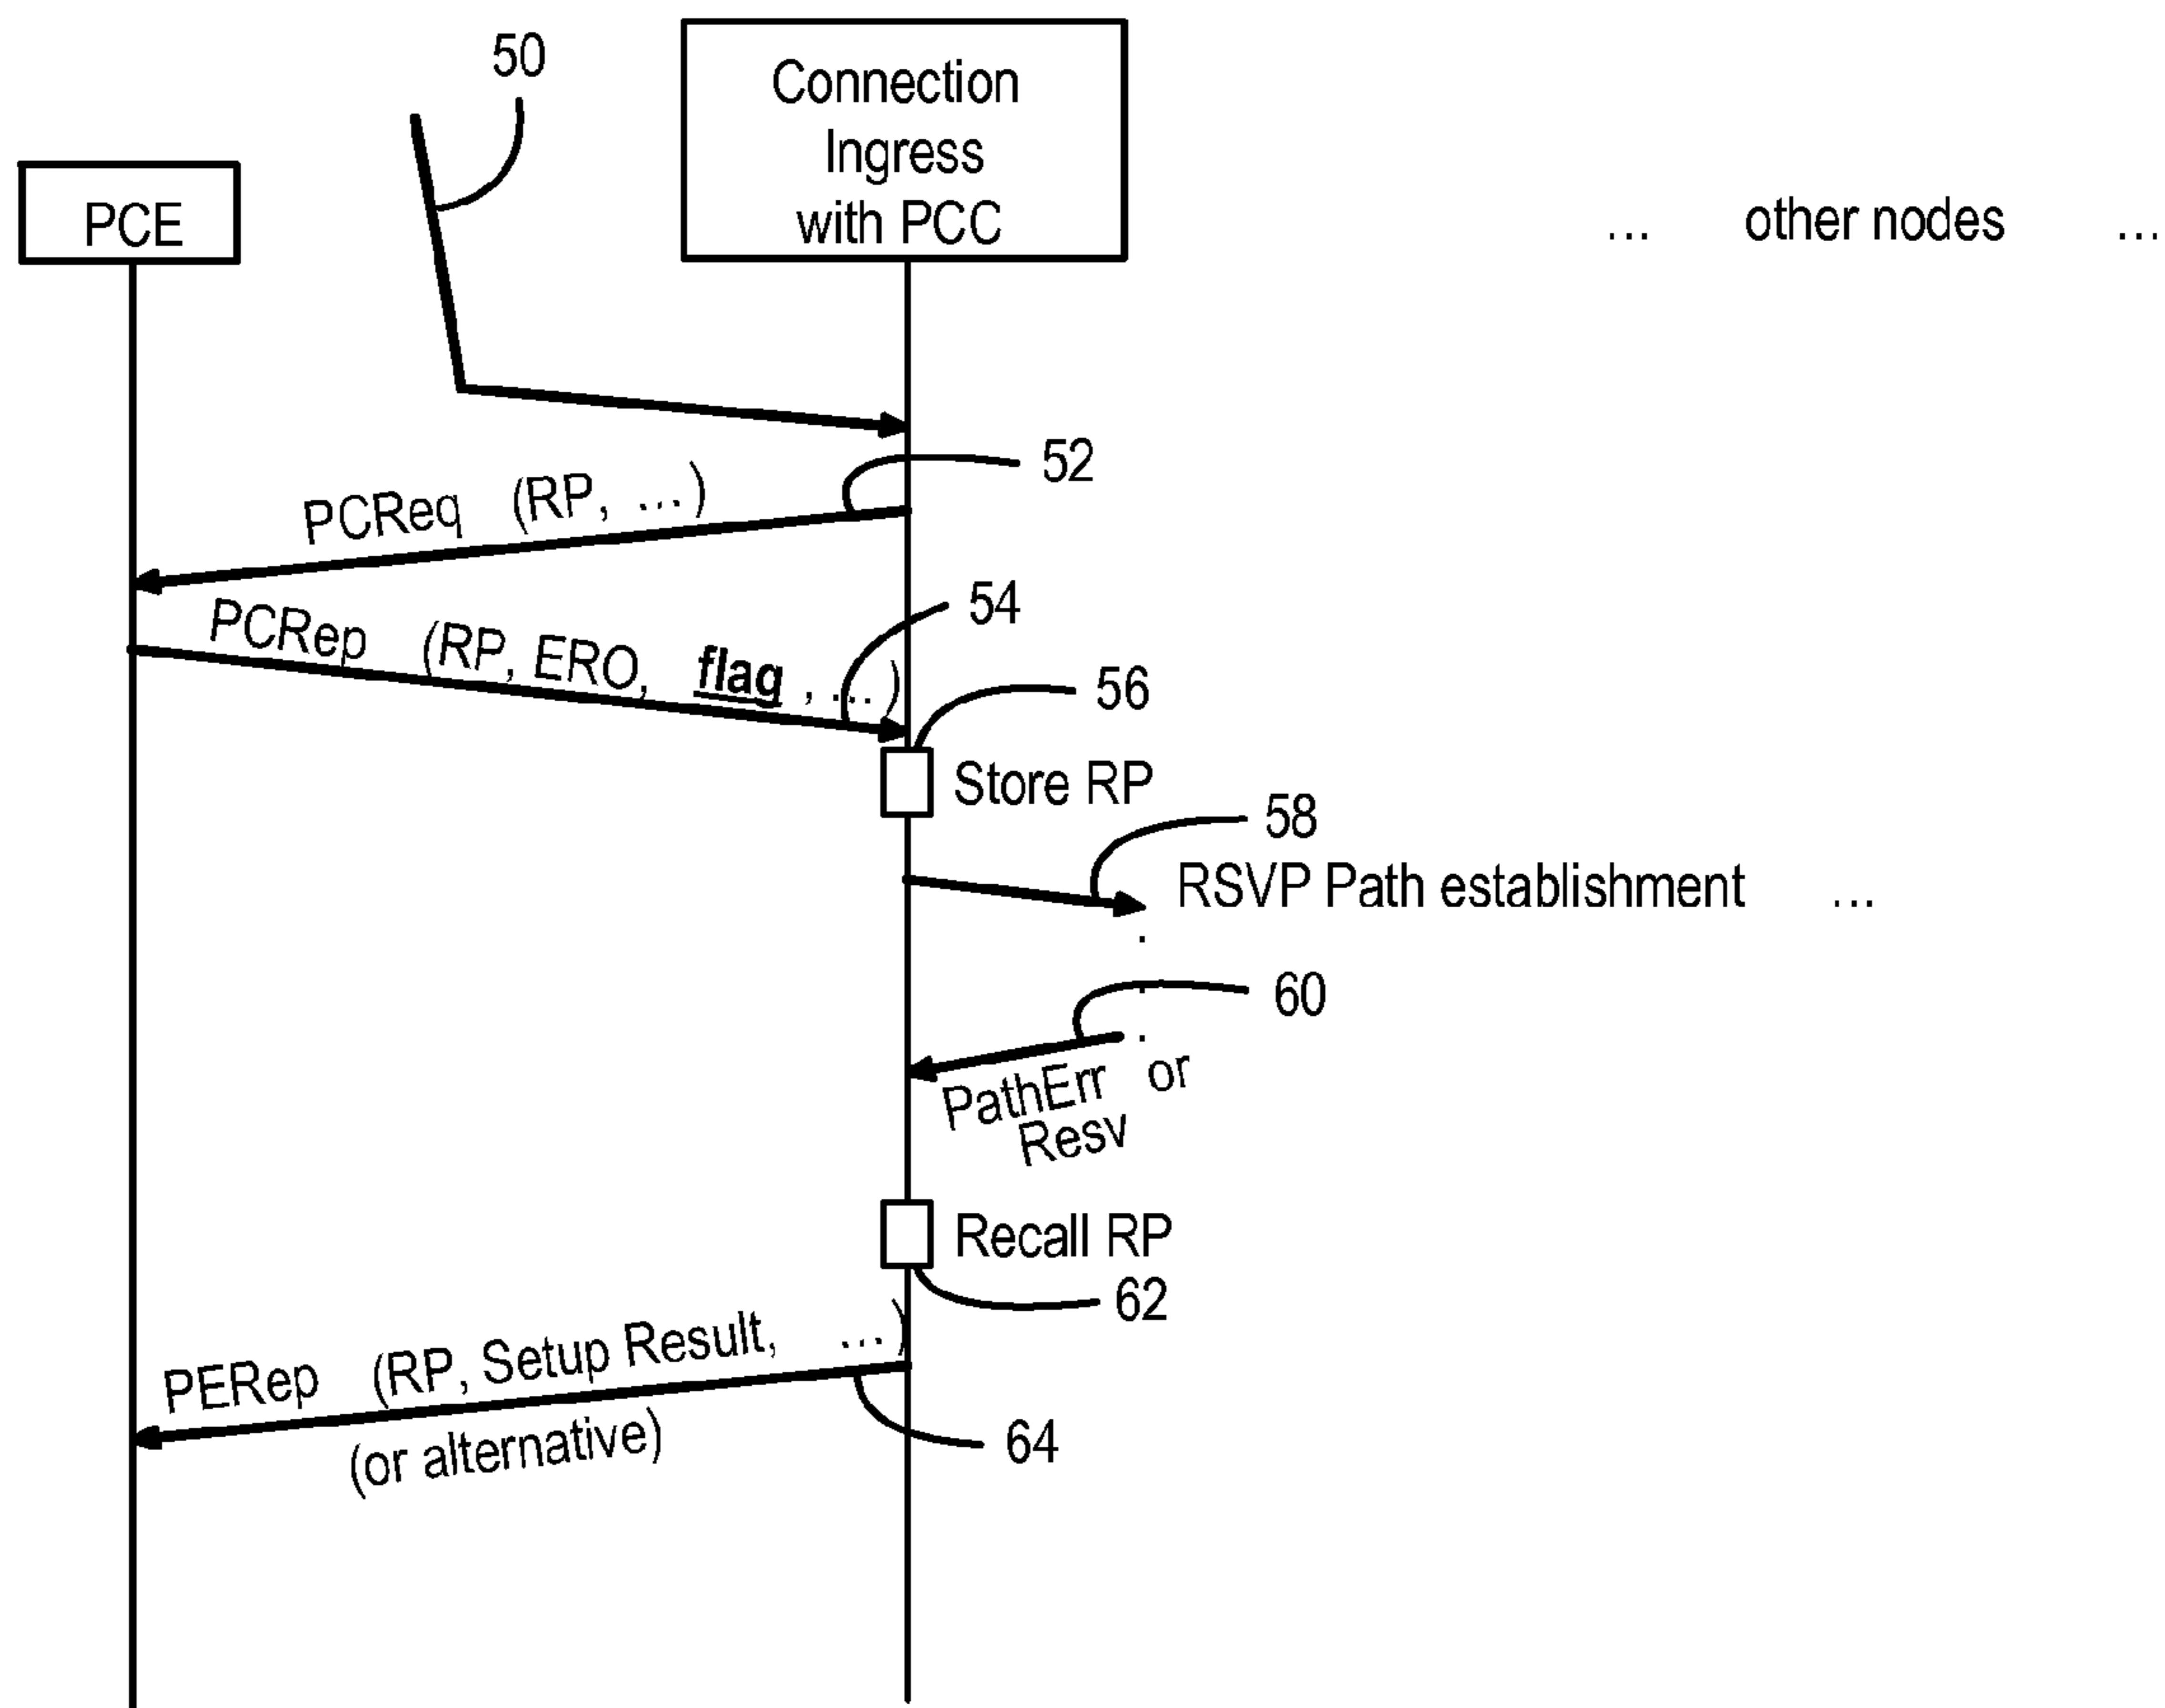 50
Connection
Ingress
with PCC
PCE
... other nodes ...
52
PCReq (RP, ...)
54
PCRep (RP, ERO, flag, ...)
56
Store RP
58
RSVP Path establishment ...
60
PathErr or
Resv
Recall RP
62
PERep (RP, Setup Result, ...)
(or alternative)
64